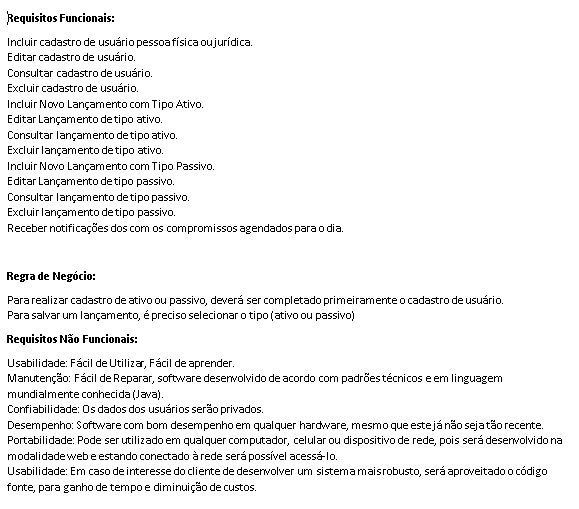 Requisitos Funcionais:
Incluir cadastro de usuário pessoa física ou jurídica.
Editar cadastro de usuário.
Consultar cadastro de usuário.
Excluir cadastro de usuário.
Incluir Novo Lançamento com Tipo Ativo.
Editar Lançamento de tipo ativo.
Consultar lançamento de tipo ativo.
Excluir lançamento de tipo ativo.
Incluir Novo Lançamento com Tipo Passivo.
Editar Lançamento de tipo passivo.
Consultar lançamento de tipo passivo.
Excluir lançamento de tipo passivo.
Receber notificações dos com os compromissos agendados para o dia.
Regra de Negócio:
Para realizar cadastro de ativo ou passivo, deverá ser completado primeiramente o cadastro de usuário.
Para salvar um lançamento, é preciso selecionar o tipo (ativo ou passivo)
Requisitos Não Funcionais:
Usabilidade: Fácil de Utilizar, Fácil de aprender.
Manutenção: Fácil de Reparar, software desenvolvido de acordo com padrões técnicos e em linguagem
mundialmente conhecida (Java).
Confiabilidade: Os dados dos usuários serão privados.
Desempenho: Software com bom desempenho em qualquer hardware, mesmo que este já não seja tão recente.
Portabilidade: Pode ser utilizado em qualquer computador, celular ou dispositivo de rede, pois será desenvolvido na
modalidade web e estando conectado à rede será possível acessá-lo.
Usabilidade: Em caso de interesse do cliente de desenvolver um sistema mais robusto, será aproveitado o código
fonte, para ganho de tempo e diminuição de custos.